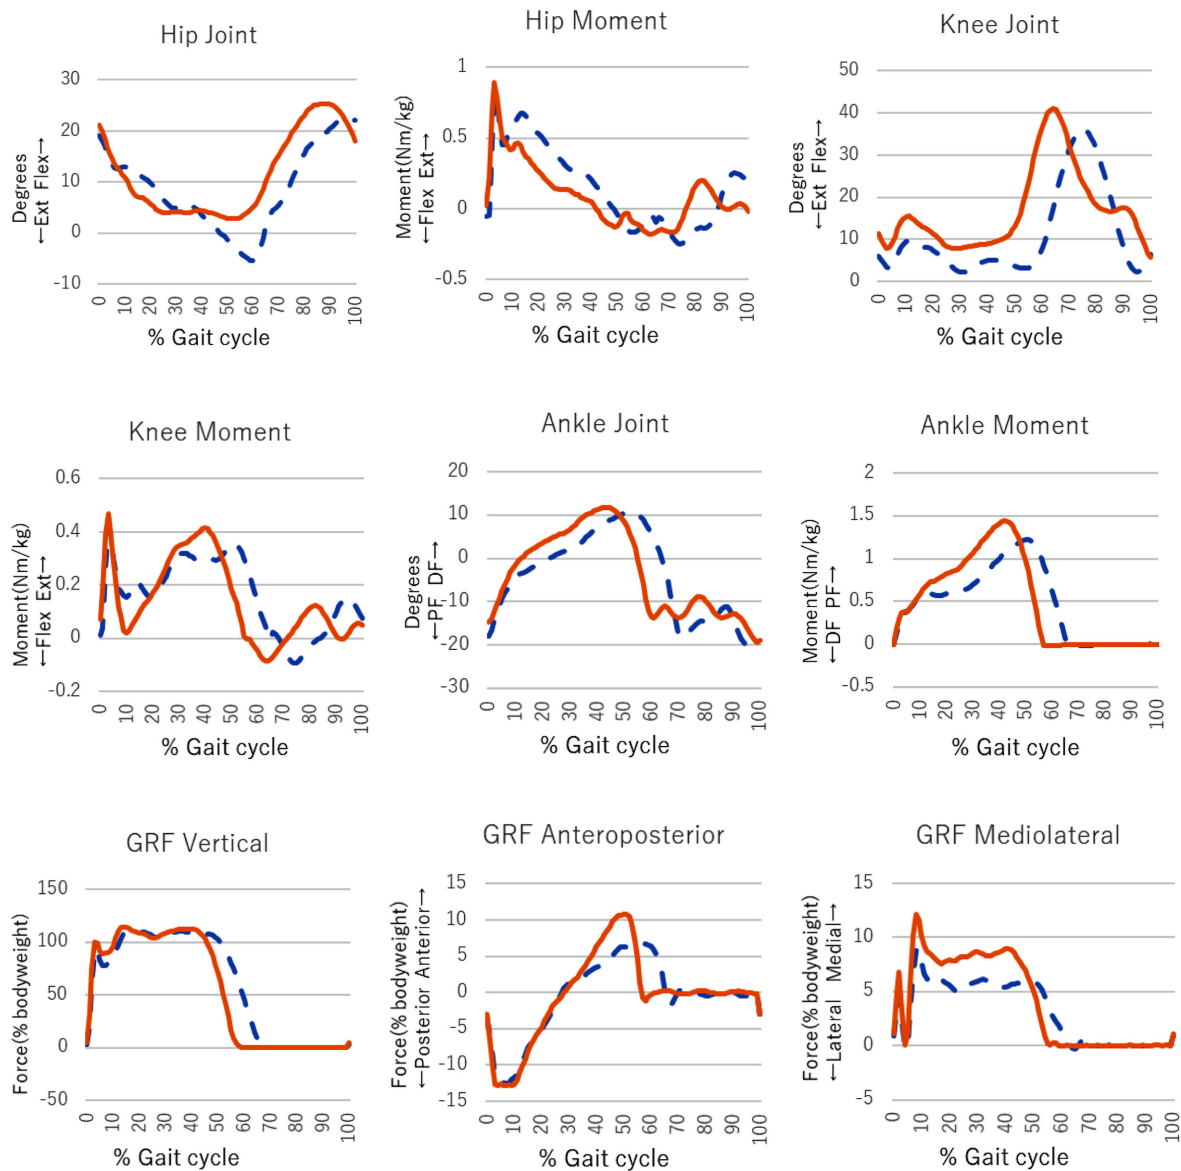 Hip Joint
Degrees
←Ext Flex→
30
20
10
0
-10
0 10 20 30 40 50 60 70 80 90 100
% Gait cycle
Hip Moment
Moment(Nm/kg)
←Flex Ext→
1
0.5
0
-0.5
0 10 20 30 40 50 60 70 80 90 100
% Gait cycle
Knee Joint
Degrees
←Ext Flex→
50
40
30
20
10
0
0 10 20 30 40 50 60 70 80 90 100
% Gait cycle
Knee Moment
Moment(Nm/kg)
←Flex Ext→
0.6
0.4
0.2
0
-0.2
0 10 20 30 40 50 60 70 80 90 100
% Gait cycle
Ankle Joint
Degrees
←PF DF→
20
10
0
-10
-20
-30
0 10 20 30 40 50 60 70 80 90 100
% Gait cycle
Ankle Moment
Moment(Nm/kg)
←DF PF→
2
1.5
1
0.5
0
-0.5
0 10 20 30 40 50 60 70 80 90 100
% Gait cycle
GRF Vertical
Force(% bodyweight)
150
100
50
0
-50
0 10 20 30 40 50 60 70 80 90 100
% Gait cycle
GRF Anteroposterior
Force(% bodyweight)
←Posterior Anterior→
15
10
5
0
-5
-10
-15
0 10 20 30 40 50 60 70 80 90 100
% Gait cycle
GRF Mediolateral
Force(% bodyweight)
←Lateral Medial→
15
10
5
0
-5
0 10 20 30 40 50 60 70 80 90 100
% Gait cycle